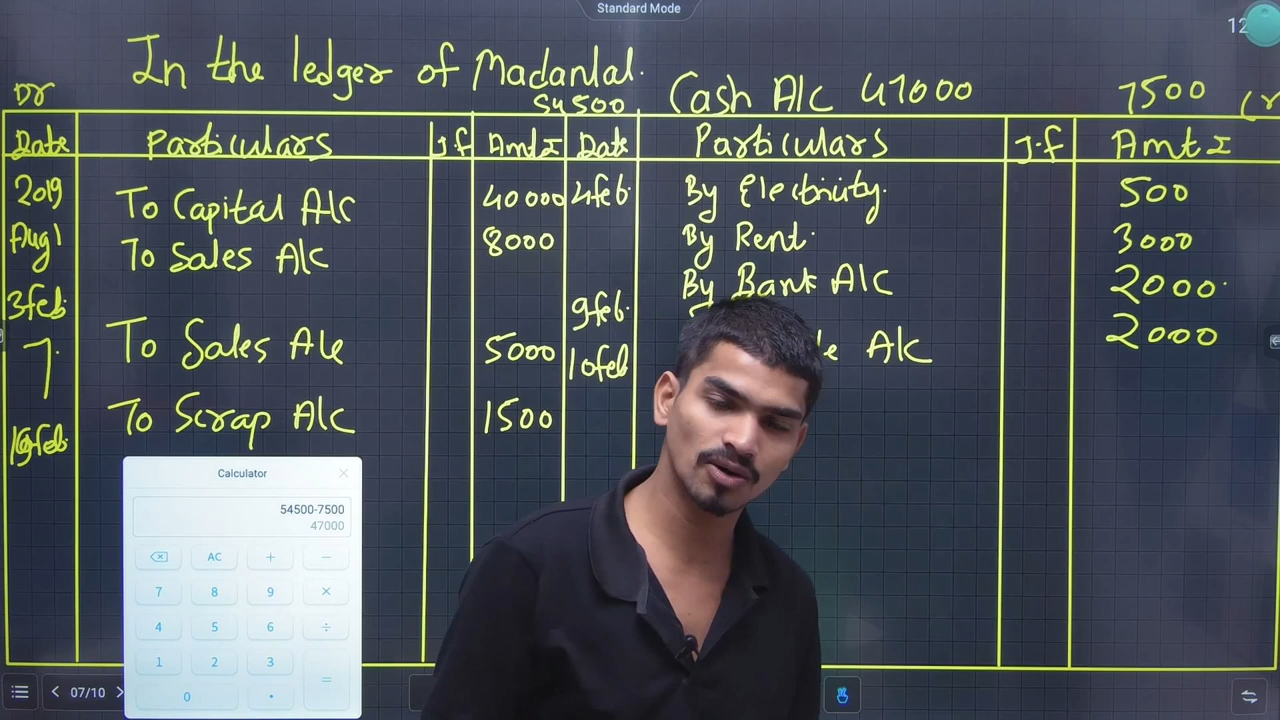 Standard Mode
12
In the ledger of Madanlal.
Dr 54500 Cash A/c 47000 7500
Date Particulars J.f Amt₹ Date Particulars J.f Amt₹
2019 To Capital A/c 40000 4feb. By Electricity. 500
Aug1 To Sales A/c 8000 By Rent. 3000
3feb. By Bank A/c 2000.
9feb. 2000
7. To Sales A/c 5000 10feb A/c
To Scrap A/c 1500
Calculator
54500-7500
47000
AC + −
7 8 9 ×
4 5 6 ÷
1 2 3 =
0 .
07/10